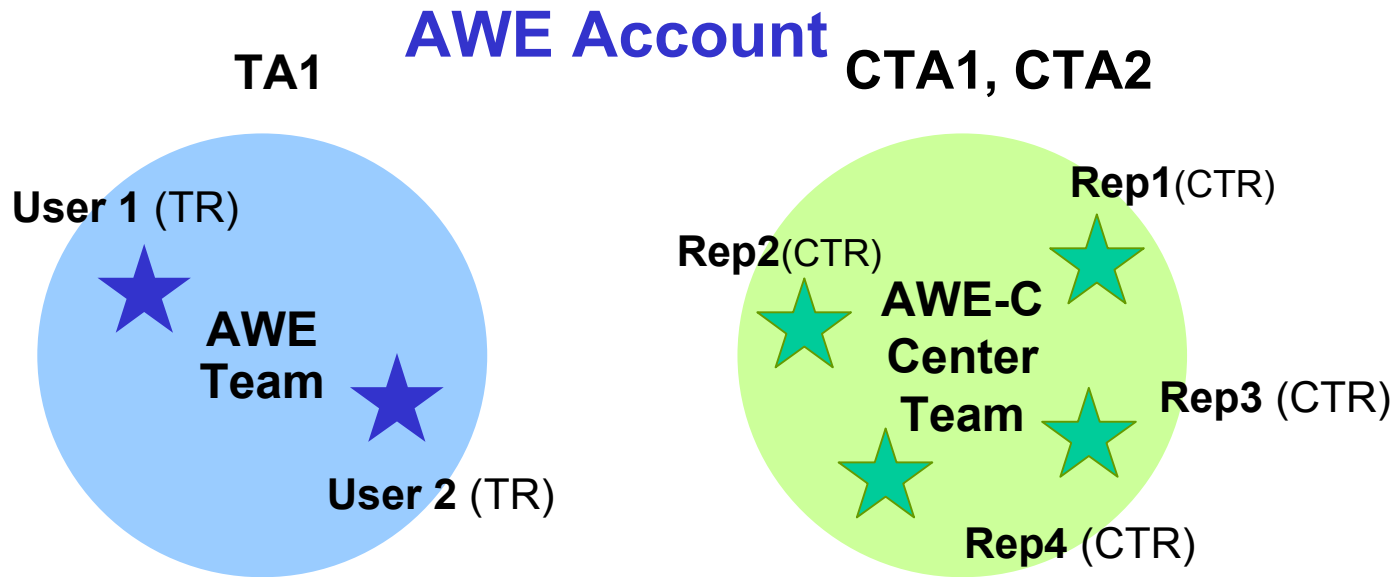 AWE Account
TA1
CTA1, CTA2
User 1 (TR)
AWE
Team
User 2 (TR)
Rep1(CTR)
Rep2(CTR)
AWE-C
Center
Team
Rep3 (CTR)
Rep4 (CTR)